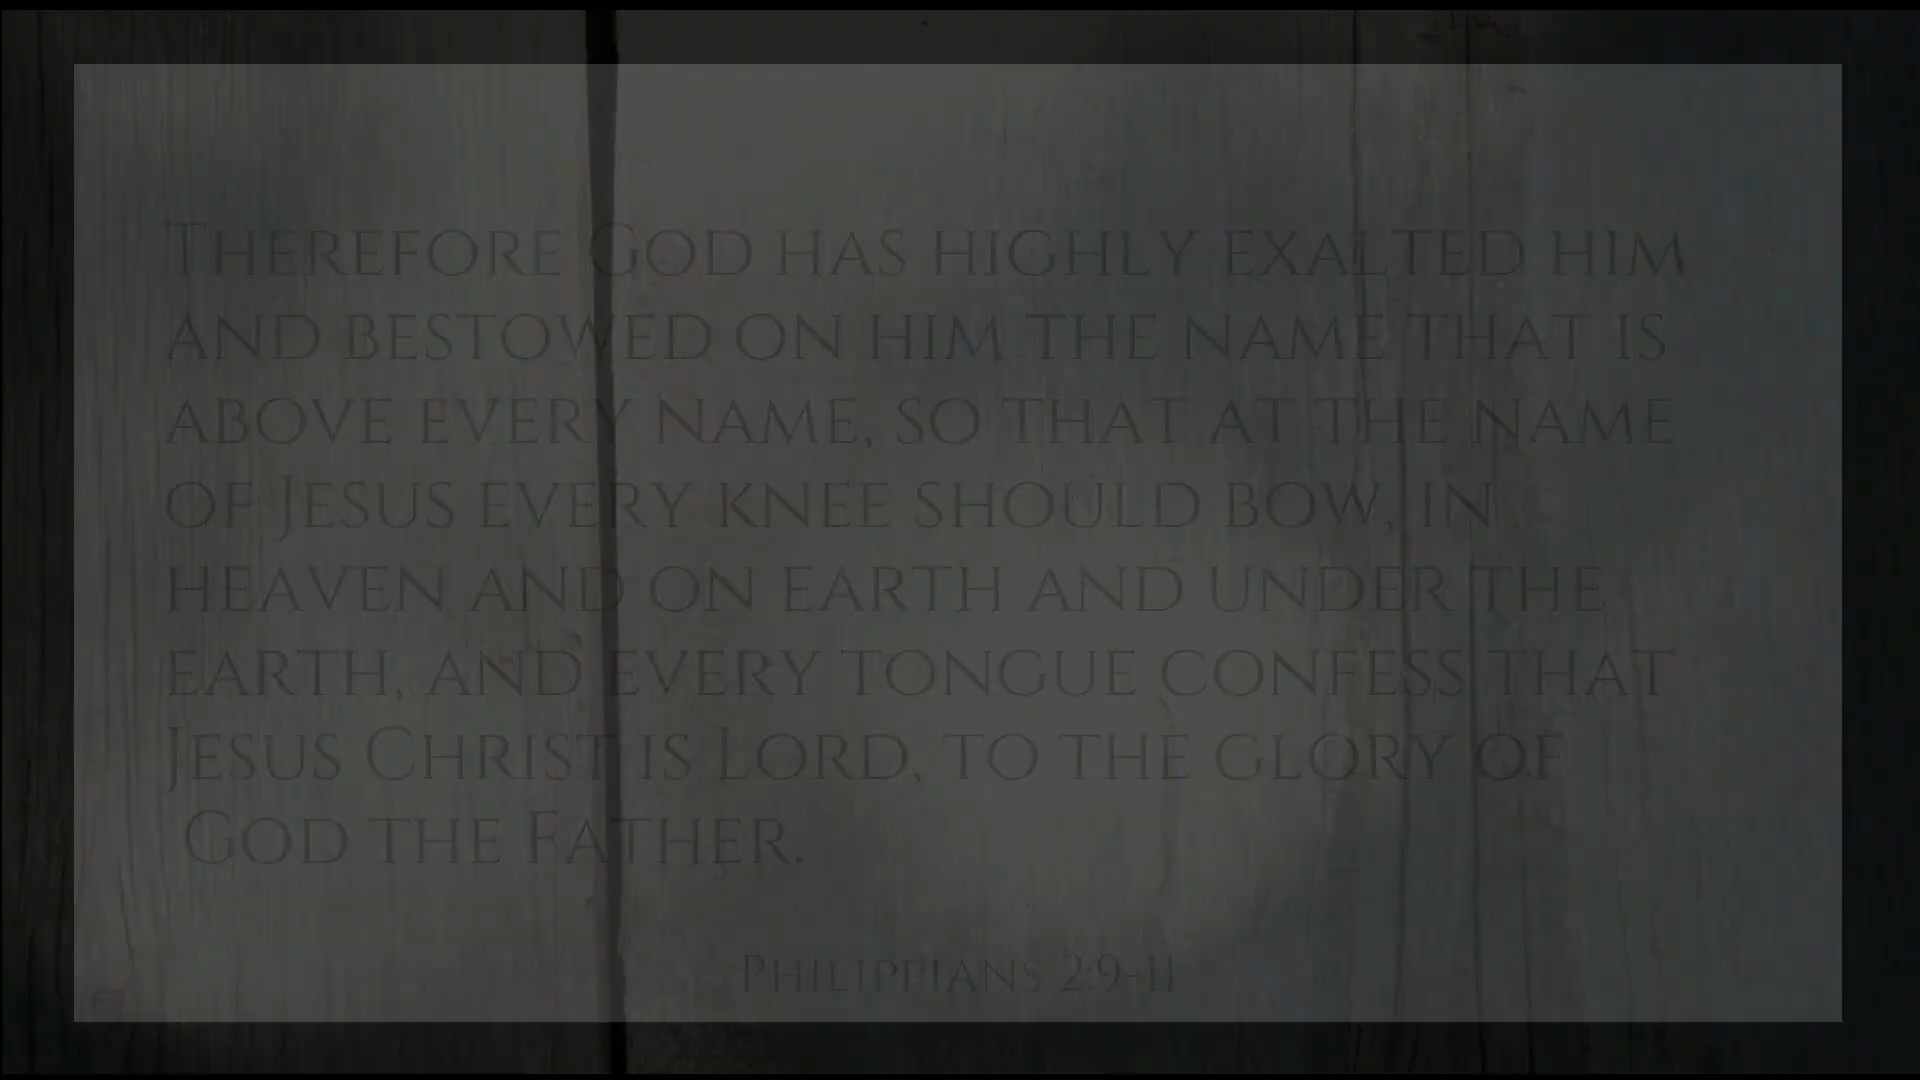 Therefore God has highly exalted him
and bestowed on him the name that is
above every name, so that at the name
of Jesus every knee should bow, in
heaven and on earth and under the
earth, and every tongue confess that
Jesus Christ is Lord, to the glory of
God the Father.
Philippians 2:9-11